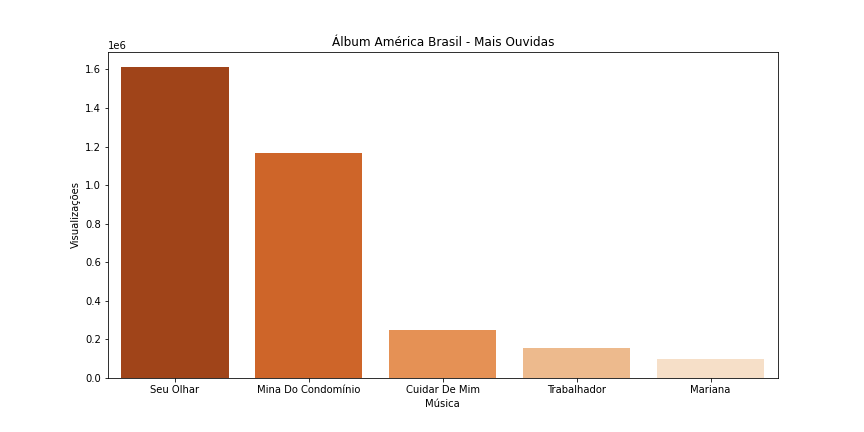 Álbum América Brasil - Mais Ouvidas
1e6
1.6
1.4
1.2
1.0
0.8
0.6
0.4
0.2
0.0
Visualizações
Seu Olhar Mina Do Condomínio Cuidar De Mim Trabalhador Mariana
Música